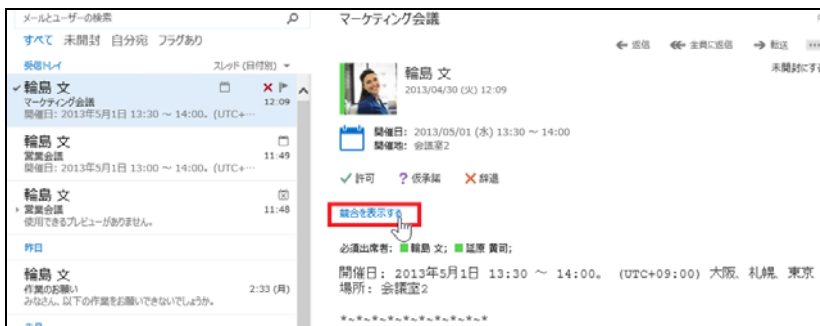 メールとユーザーの検索
すべて 未開封 自分宛 フラグあり
受信トレイ スレッド (日付別)
輪島 文
マーケティング会議 12:09
開催日: 2013年5月1日 13:30 ～ 14:00。 (UTC+…
輪島 文
営業会議 11:49
開催日: 2013年5月1日 13:00 ～ 14:00。 (UTC+…
輪島 文
営業会議 11:48
使用できるプレビューがありません。
昨日
輪島 文
作業のお願い 2:33 (月)
みなさん、以下の作業をお願いできないでしょうか。
マーケティング会議
返信 全員に返信 転送 …
輪島 文 未開封にす
2013/04/30 (火) 12:09
開催日: 2013/05/01 (水) 13:30 ～ 14:00
開催地: 会議室2
許可 ? 仮承諾 辞退
競合を表示する
必須出席者: 輪島 文; 延原 黄司;
開催日: 2013年5月1日 13:30 ～ 14:00。 (UTC+09:00) 大阪、札幌、東京
場所: 会議室2
*~*~*~*~*~*~*~*~*~*